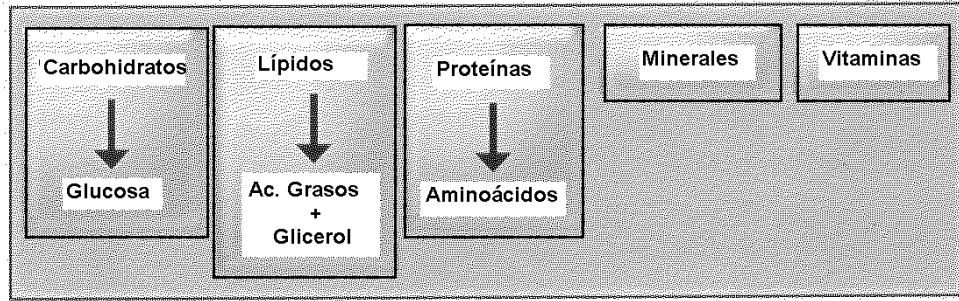 Carbohidratos
Glucosa
Lípidos
Ac. Grasos
+
Glicerol
Proteínas
Aminoácidos
Minerales
Vitaminas